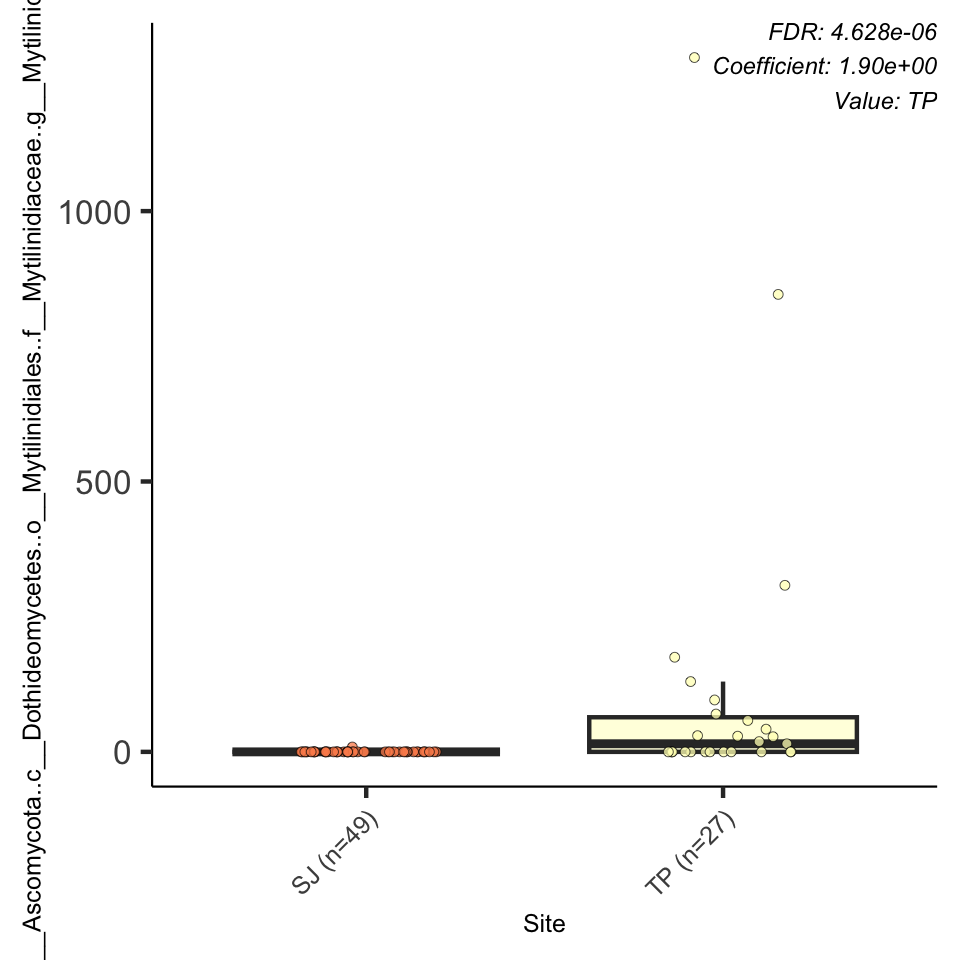 __Ascomycota..c__Dothideomycetes..o__Mytilinidiales..f__Mytilinidiaceae..g__Mytilinid
FDR: 4.628e-06
Coefficient: 1.90e+00
Value: TP
1000
500
0
SJ (n=49)
TP (n=27)
Site